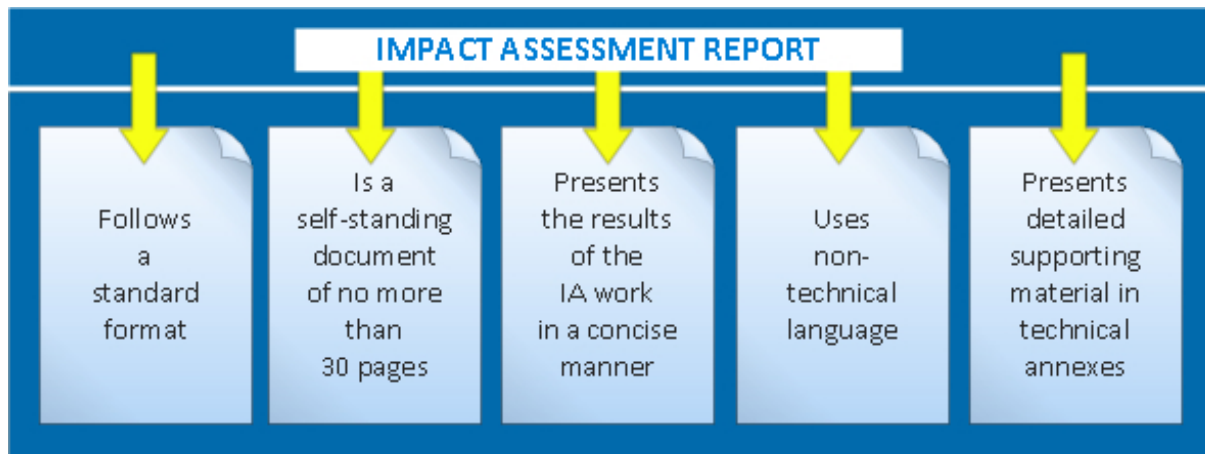 IMPACT ASSESSMENT REPORT
Follows
a
standard
format
Is a
self-standing
document
of no more
than
30 pages
Presents
the results
of the
IA work
in a concise
manner
Uses
non-
technical
language
Presents
detailed
supporting
material in
technical
annexes